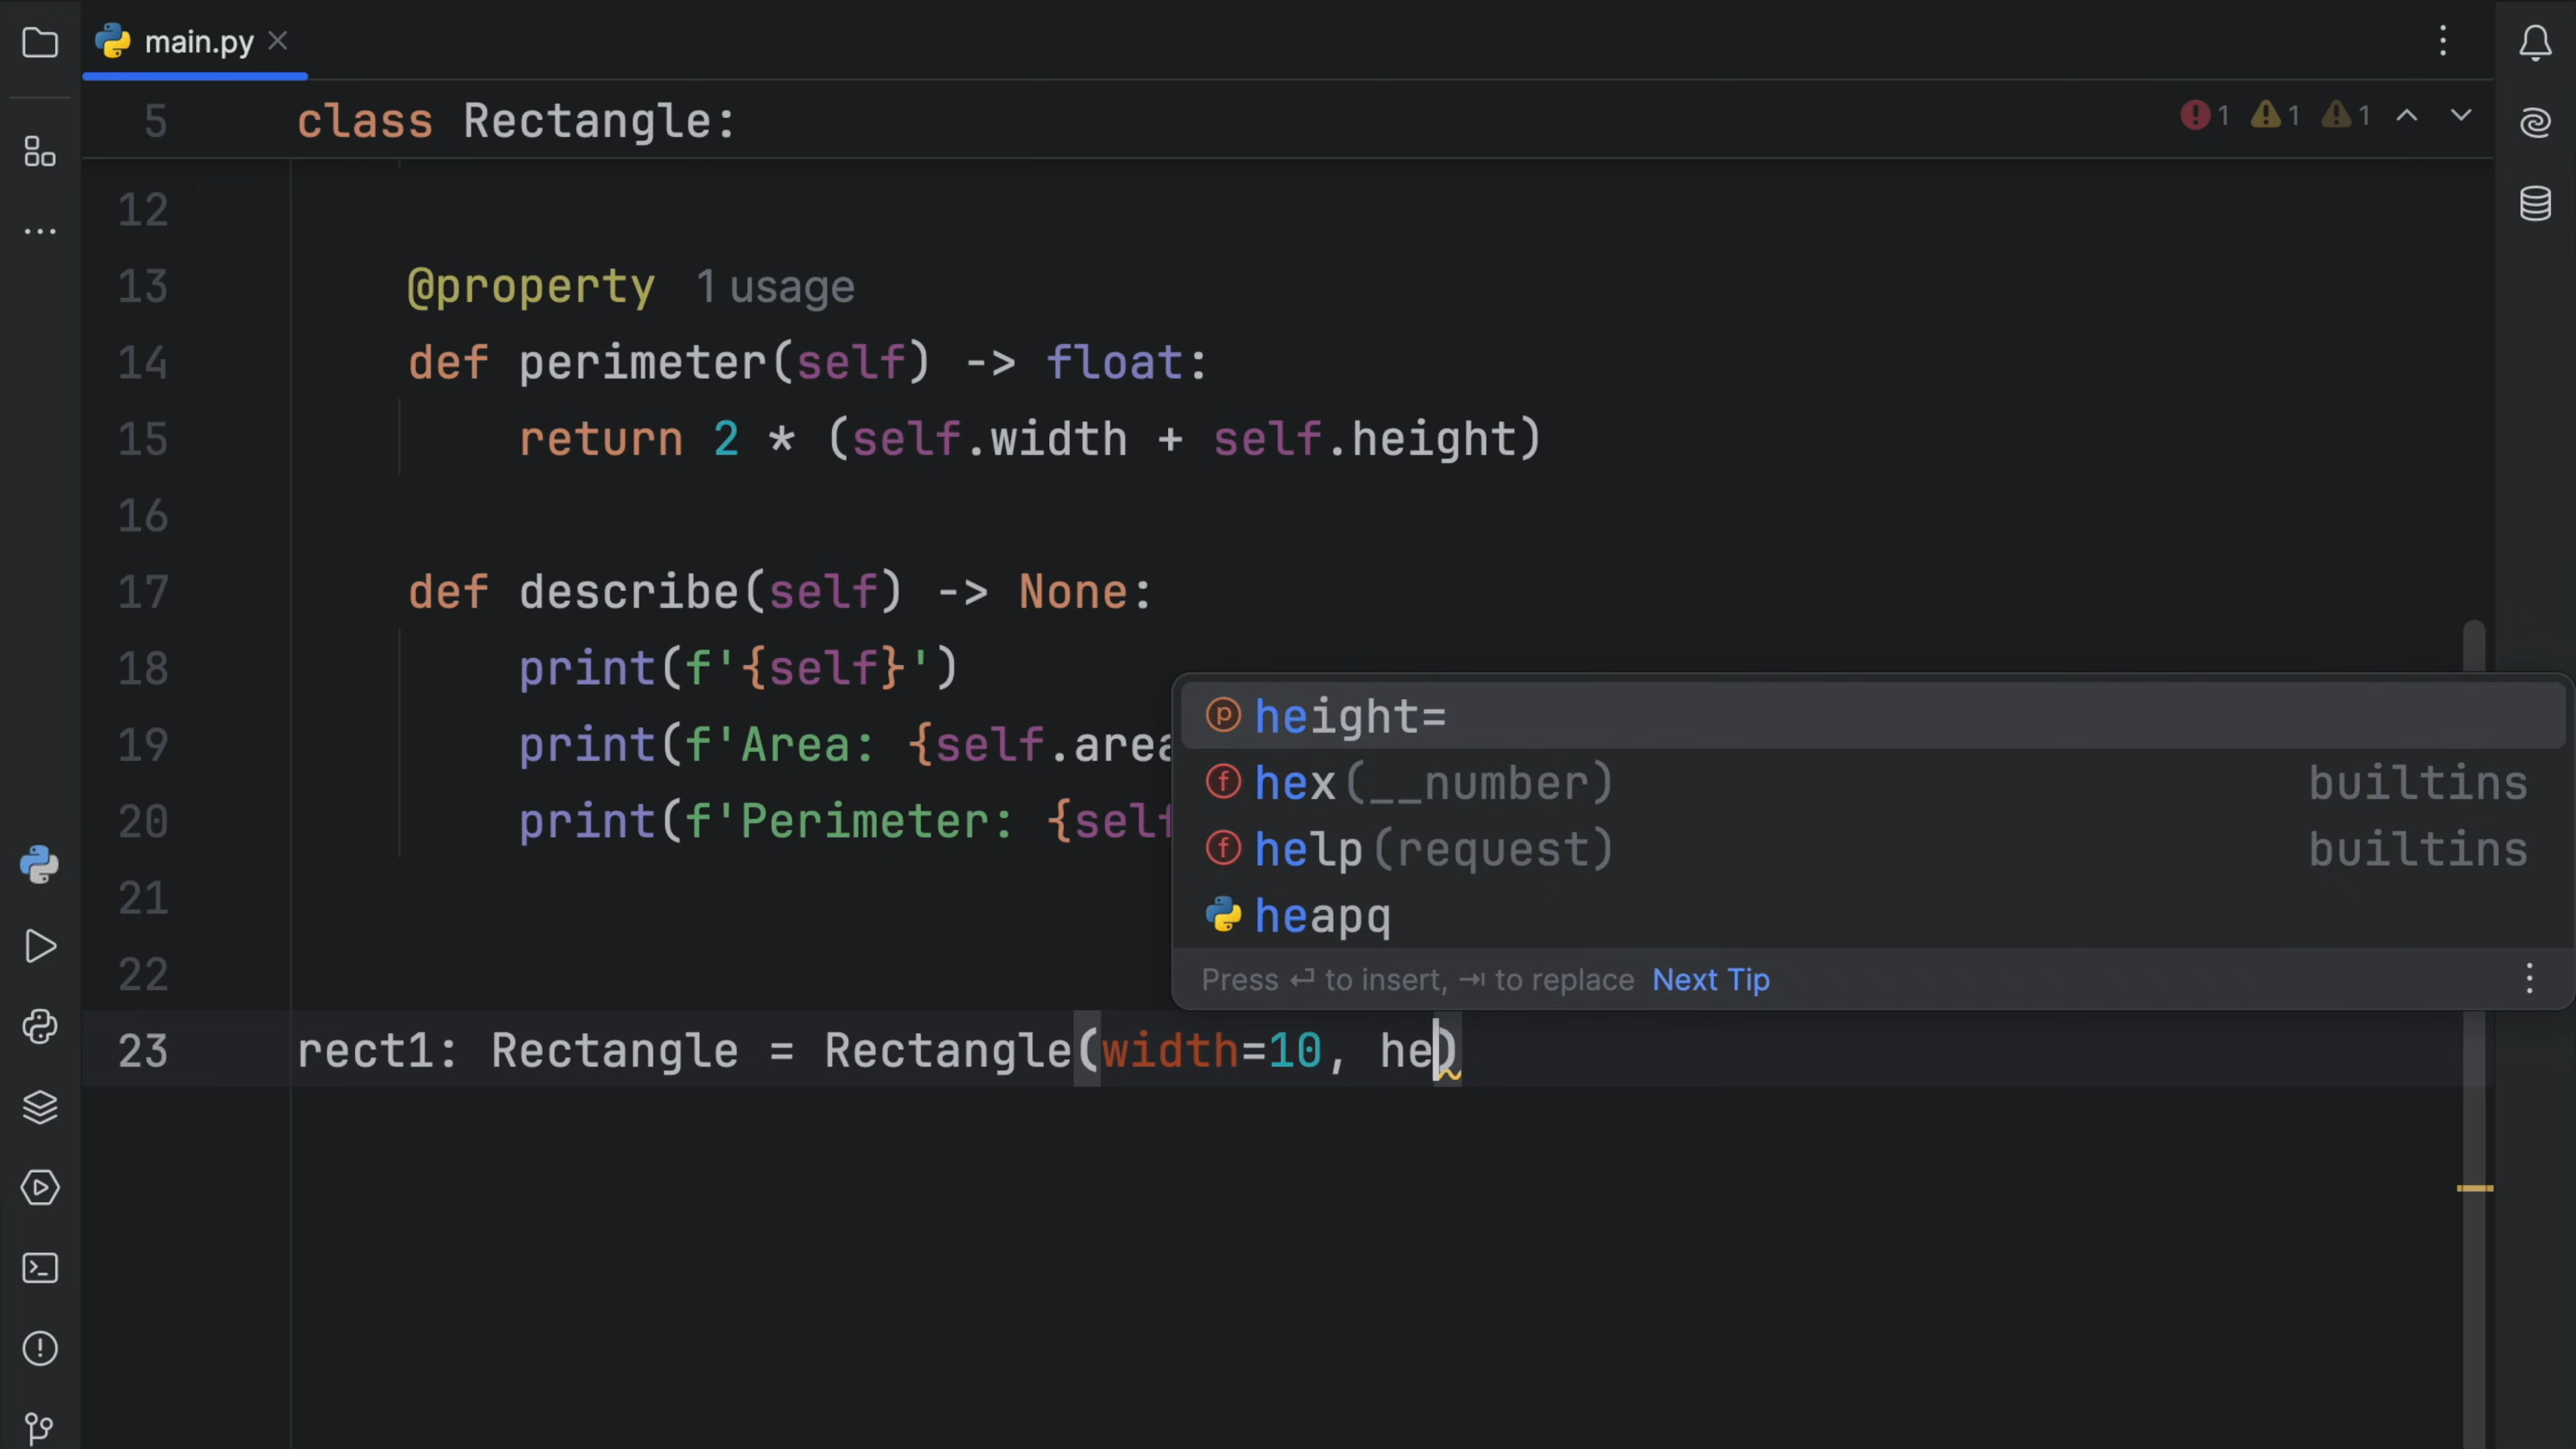 main.py
5 class Rectangle:
1 1 1
12
13 @property 1 usage
14 def perimeter(self) -> float:
15 return 2 * (self.width + self.height)
16
17 def describe(self) -> None:
18 print(f'{self}')
19 print(f'Area: {self.area
20 print(f'Perimeter: {self
height=
hex(__number) builtins
help(request) builtins
heapq
Press ⏎ to insert, ⇥ to replace Next Tip
21
22
23 rect1: Rectangle = Rectangle(width=10, he)